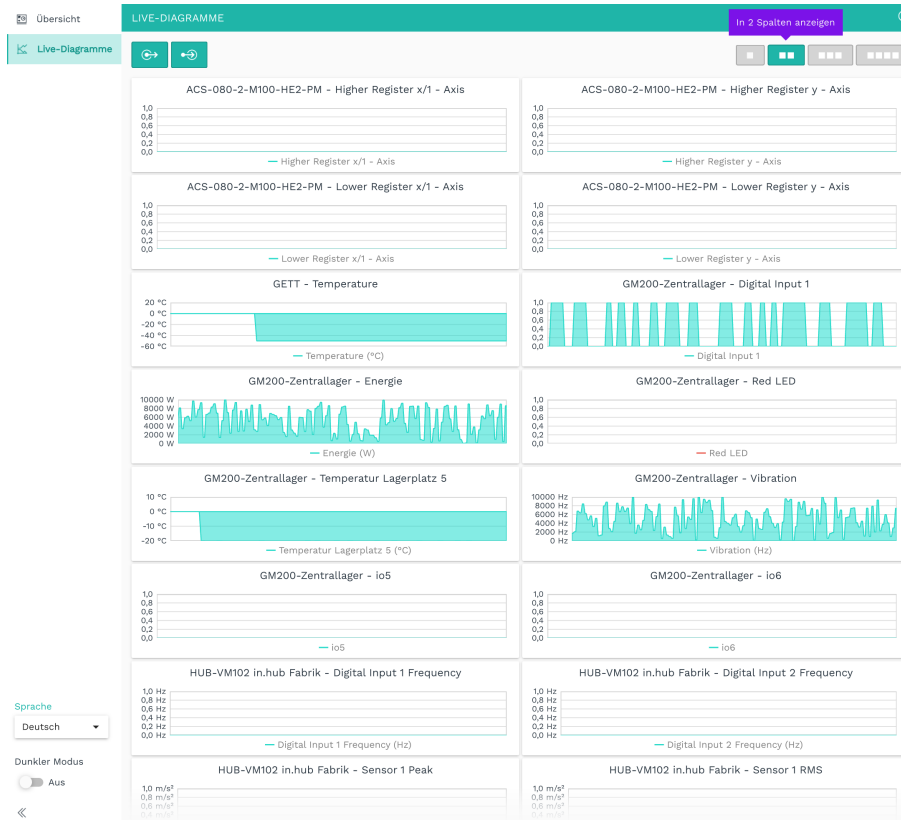 Übersicht
Live-Diagramme
LIVE-DIAGRAMME
In 2 Spalten anzeigen
ACS-080-2-M100-HE2-PM - Higher Register x/1 - Axis
1,0
0,8
0,6
0,4
0,2
0,0
Higher Register x/1 - Axis
ACS-080-2-M100-HE2-PM - Higher Register y - Axis
1,0
0,8
0,6
0,4
0,2
0,0
Higher Register y - Axis
ACS-080-2-M100-HE2-PM - Lower Register x/1 - Axis
1,0
0,8
0,6
0,4
0,2
0,0
Lower Register x/1 - Axis
ACS-080-2-M100-HE2-PM - Lower Register y - Axis
1,0
0,8
0,6
0,4
0,2
0,0
Lower Register y - Axis
GETT - Temperature
20 °C
0 °C
-20 °C
-40 °C
-60 °C
Temperature (°C)
GM200-Zentrallager - Digital Input 1
1,0
0,8
0,6
0,4
0,2
0,0
Digital Input 1
GM200-Zentrallager - Energie
10000 W
8000 W
6000 W
4000 W
2000 W
0 W
Energie (W)
GM200-Zentrallager - Red LED
1,0
0,8
0,6
0,4
0,2
0,0
Red LED
GM200-Zentrallager - Temperatur Lagerplatz 5
10 °C
0 °C
-10 °C
-20 °C
Temperatur Lagerplatz 5 (°C)
GM200-Zentrallager - Vibration
10000 Hz
8000 Hz
6000 Hz
4000 Hz
2000 Hz
0 Hz
Vibration (Hz)
GM200-Zentrallager - io5
1,0
0,8
0,6
0,4
0,2
0,0
io5
GM200-Zentrallager - io6
1,0
0,8
0,6
0,4
0,2
0,0
io6
HUB-VM102 in.hub Fabrik - Digital Input 1 Frequency
1,0 Hz
0,8 Hz
0,6 Hz
0,4 Hz
0,2 Hz
0,0 Hz
Digital Input 1 Frequency (Hz)
HUB-VM102 in.hub Fabrik - Digital Input 2 Frequency
1,0 Hz
0,8 Hz
0,6 Hz
0,4 Hz
0,2 Hz
0,0 Hz
Digital Input 2 Frequency (Hz)
HUB-VM102 in.hub Fabrik - Sensor 1 Peak
1,0 m/s²
0,8 m/s²
0,6 m/s²
0,4 m/s²
HUB-VM102 in.hub Fabrik - Sensor 1 RMS
1,0 m/s²
0,8 m/s²
0,6 m/s²
0,4 m/s²
Sprache
Deutsch
Dunkler Modus
Aus